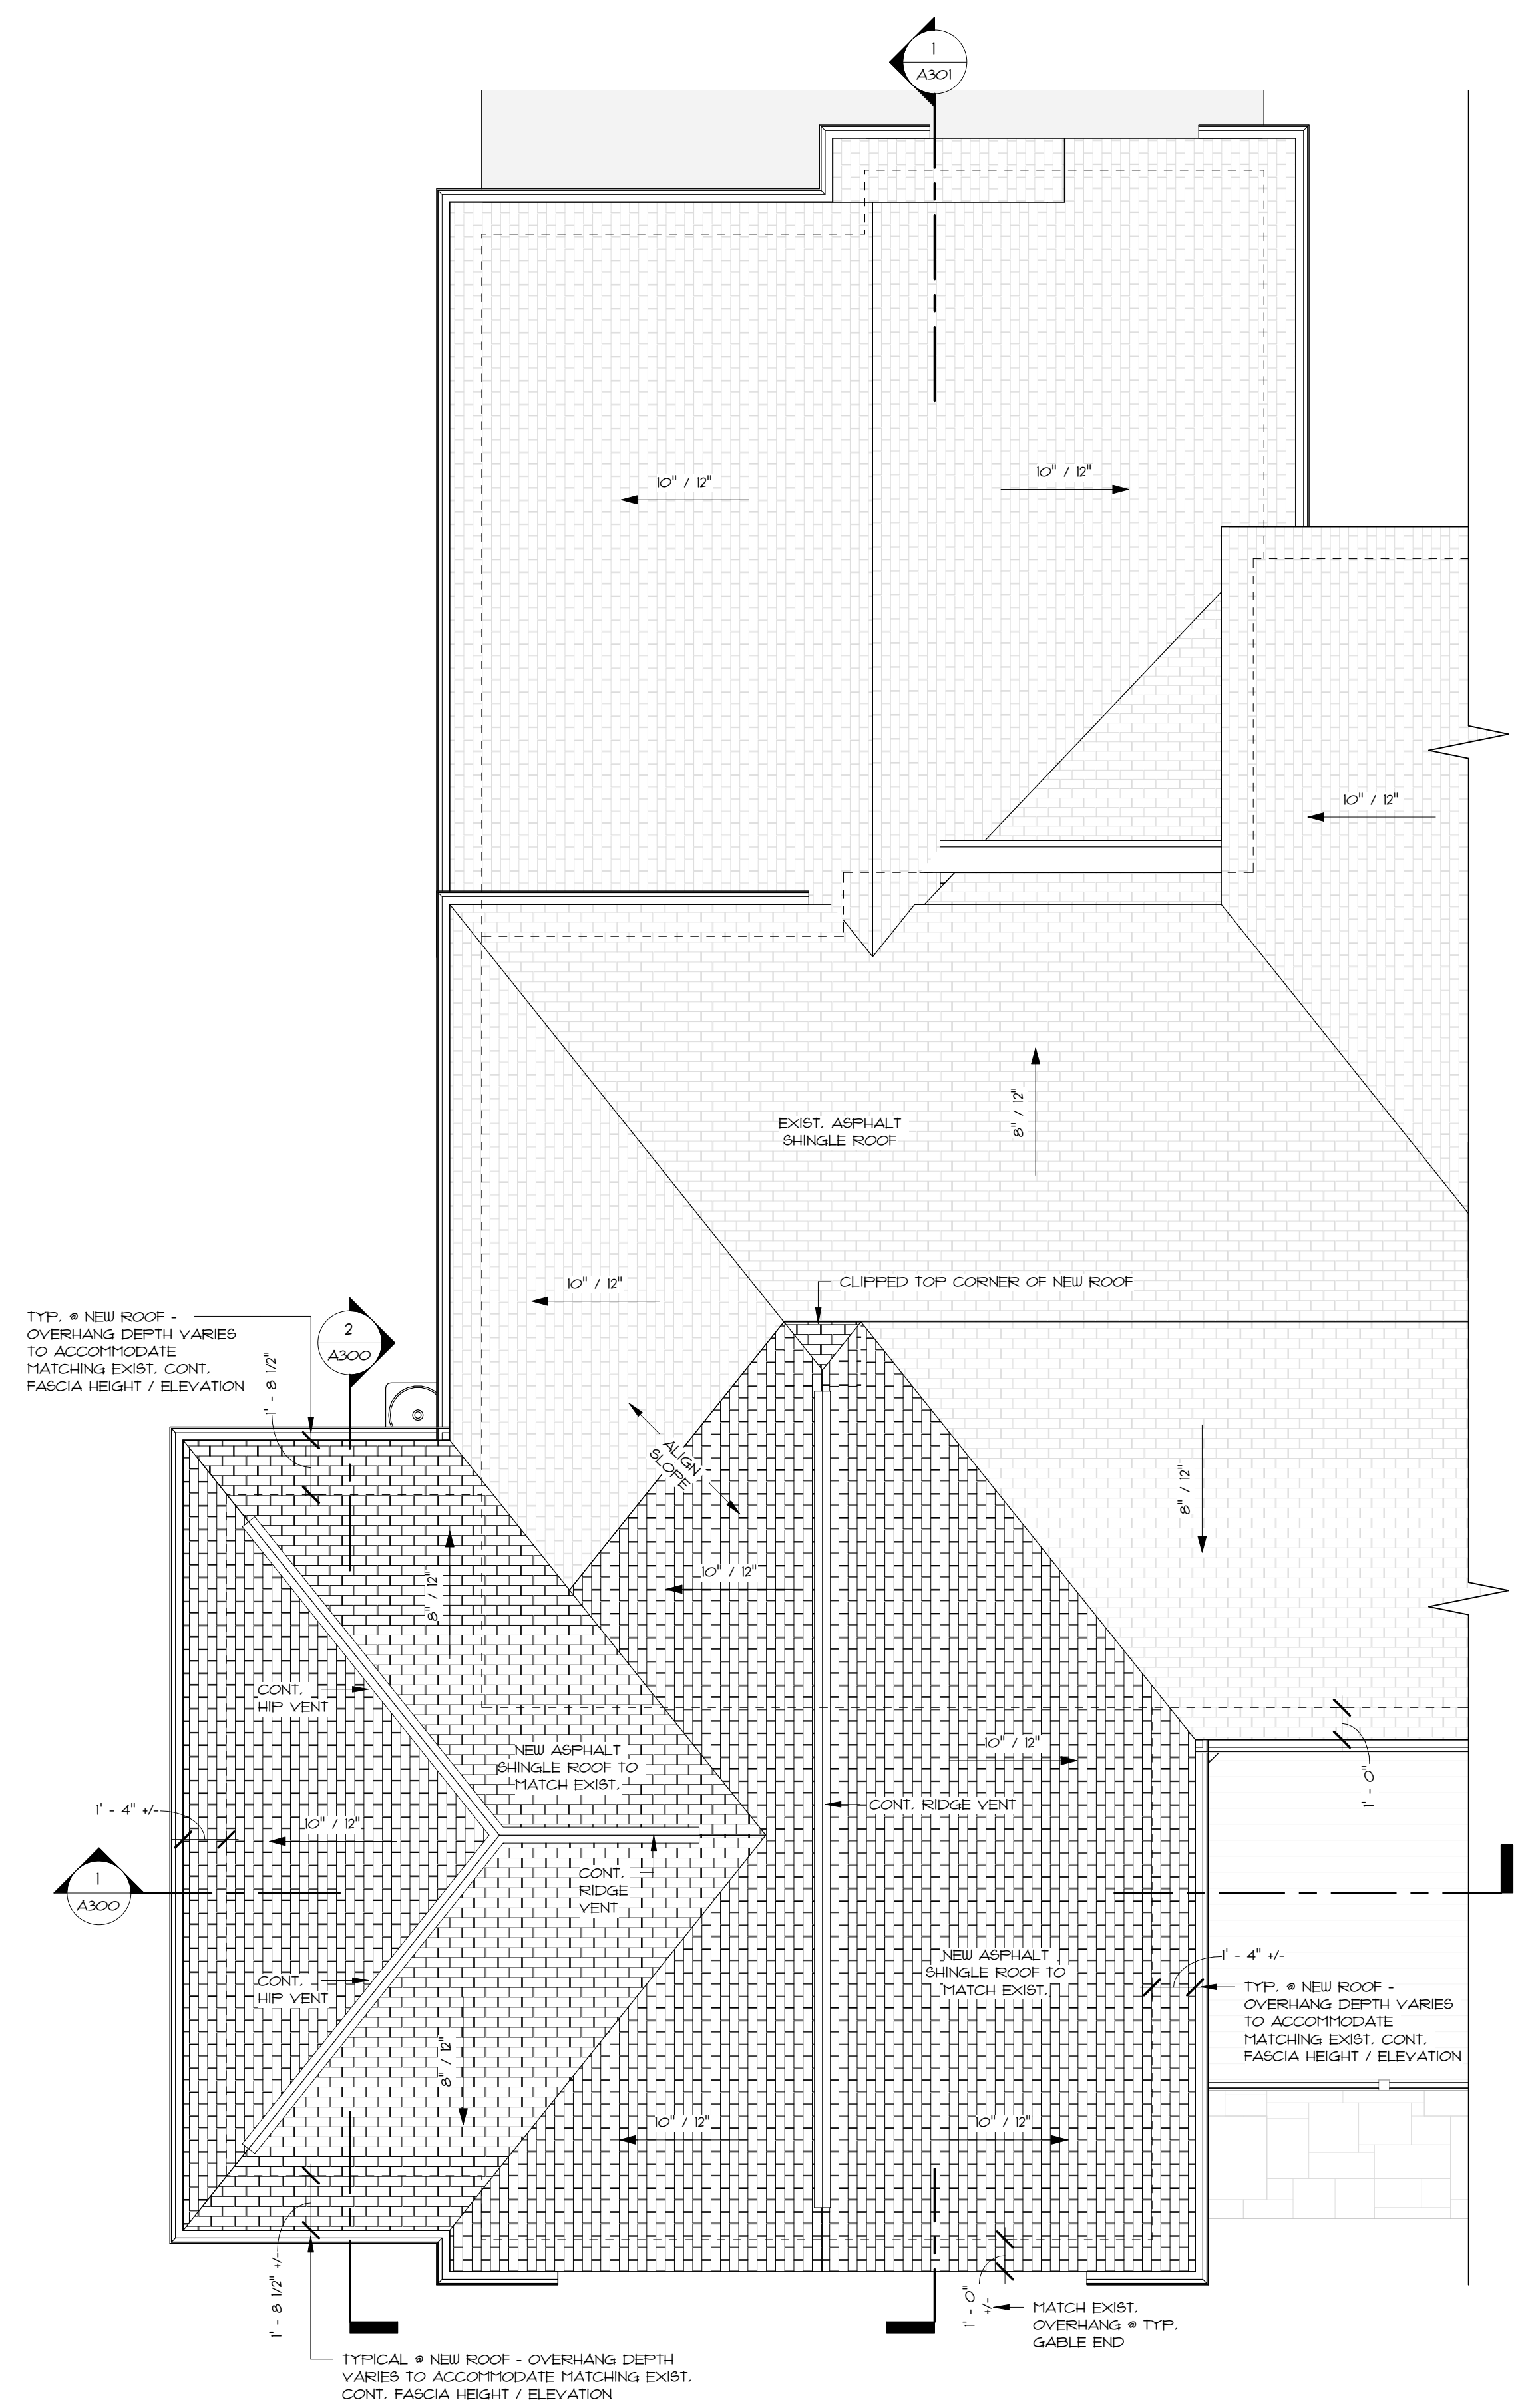 1
A301
10" / 12"
10" / 12"
10" / 12"
8" / 12"
EXIST. ASPHALT
SHINGLE ROOF
10" / 12"
CLIPPED TOP CORNER OF NEW ROOF
TYP. @ NEW ROOF -
OVERHANG DEPTH VARIES
TO ACCOMMODATE
MATCHING EXIST. CONT.
FASCIA HEIGHT / ELEVATION
1' - 8 1/2"
2
A300
ALIGN
SLOPE
8" / 12"
10" / 12"
8" / 12"
CONT.
HIP VENT
NEW ASPHALT
SHINGLE ROOF TO
MATCH EXIST.
10" / 12"
1' - 0"
CONT. RIDGE VENT
1' - 4" +/-
10" / 12"
CONT.
RIDGE
VENT
1
A300
CONT.
HIP VENT
NEW ASPHALT
SHINGLE ROOF TO
MATCH EXIST.
1' - 4" +/-
TYP. @ NEW ROOF -
OVERHANG DEPTH VARIES
TO ACCOMMODATE
MATCHING EXIST. CONT.
FASCIA HEIGHT / ELEVATION
8" / 12"
10" / 12"
10" / 12"
1' - 8 1/2" +/-
1' - 0"
+/-
MATCH EXIST.
OVERHANG @ TYP.
GABLE END
TYPICAL @ NEW ROOF - OVERHANG DEPTH
VARIES TO ACCOMMODATE MATCHING EXIST.
CONT. FASCIA HEIGHT / ELEVATION